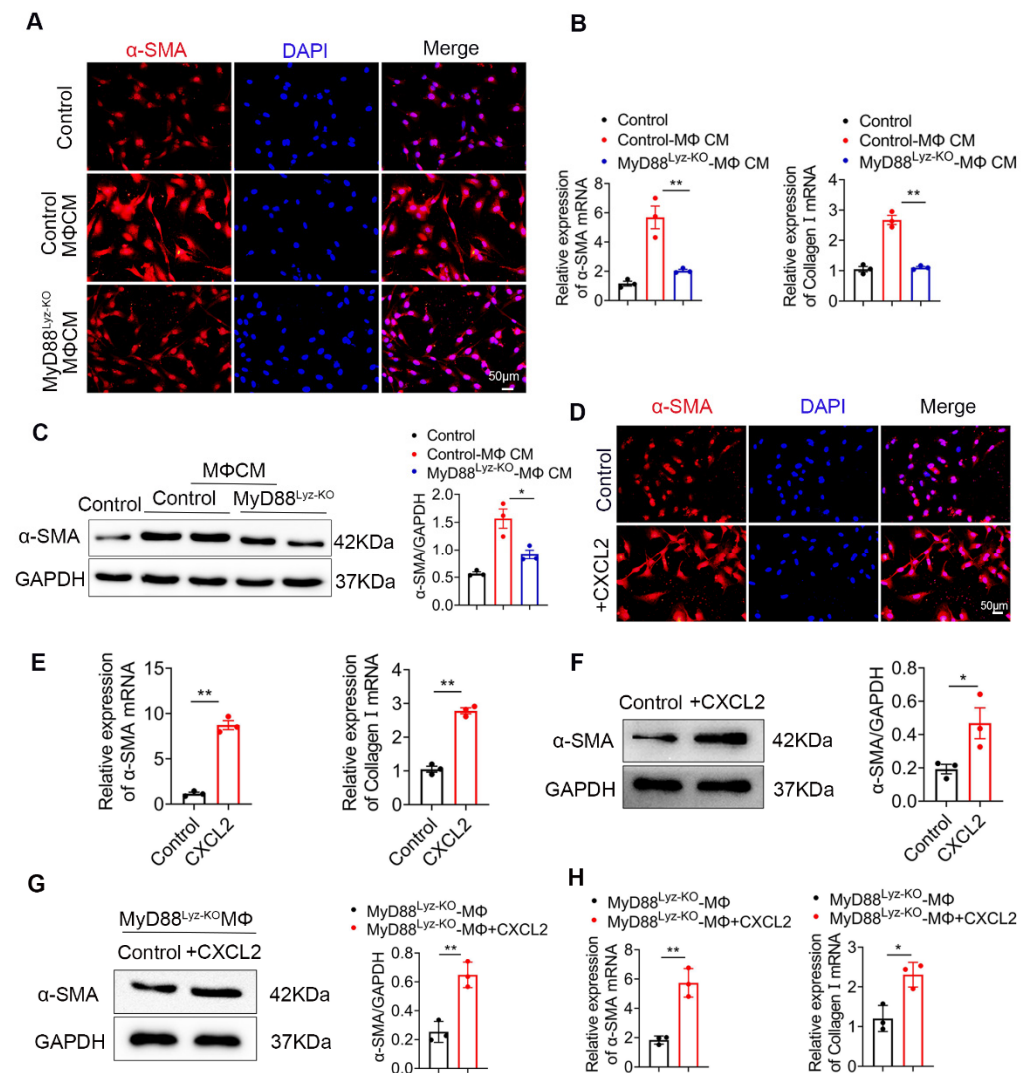 A
α-SMA DAPI Merge
Control
Control
MΦCM
MyD88Lyz-KO
MΦCM
50μm
B
Control
Control-MΦ CM
MyD88Lyz-KO-MΦ CM
Relative expression
of α-SMA mRNA
8
6
4
2
0
**
Control
Control-MΦ CM
MyD88Lyz-KO-MΦ CM
Relative expression
of Collagen I mRNA
4
3
2
1
0
**
C
MΦCM
Control Control MyD88Lyz-KO
α-SMA 42KDa
GAPDH 37KDa
Control
Control-MΦ CM
MyD88Lyz-KO-MΦ CM
α-SMA/GAPDH
2.0
1.5
1.0
0.5
0.0
*
D
α-SMA DAPI Merge
Control
+CXCL2
50μm
E
Relative expression
of α-SMA mRNA
15
10
5
0
**
Control
CXCL2
Relative expression
of Collagen I mRNA
4
3
2
1
0
**
Control
CXCL2
F
Control +CXCL2
α-SMA 42KDa
GAPDH 37KDa
α-SMA/GAPDH
0.8
0.6
0.4
0.2
0.0
*
Control
CXCL2
G
MyD88Lyz-KOMΦ
Control +CXCL2
α-SMA 42KDa
GAPDH 37KDa
MyD88Lyz-KO-MΦ
MyD88Lyz-KO-MΦ+CXCL2
α-SMA/GAPDH
0.8
0.6
0.4
0.2
0.0
**
H
MyD88Lyz-KO-MΦ
MyD88Lyz-KO-MΦ+CXCL2
Relative expression
of α-SMA mRNA
8
6
4
2
0
**
MyD88Lyz-KO-MΦ
MyD88Lyz-KO-MΦ+CXCL2
Relative expression
of Collagen I mRNA
3
2
1
*